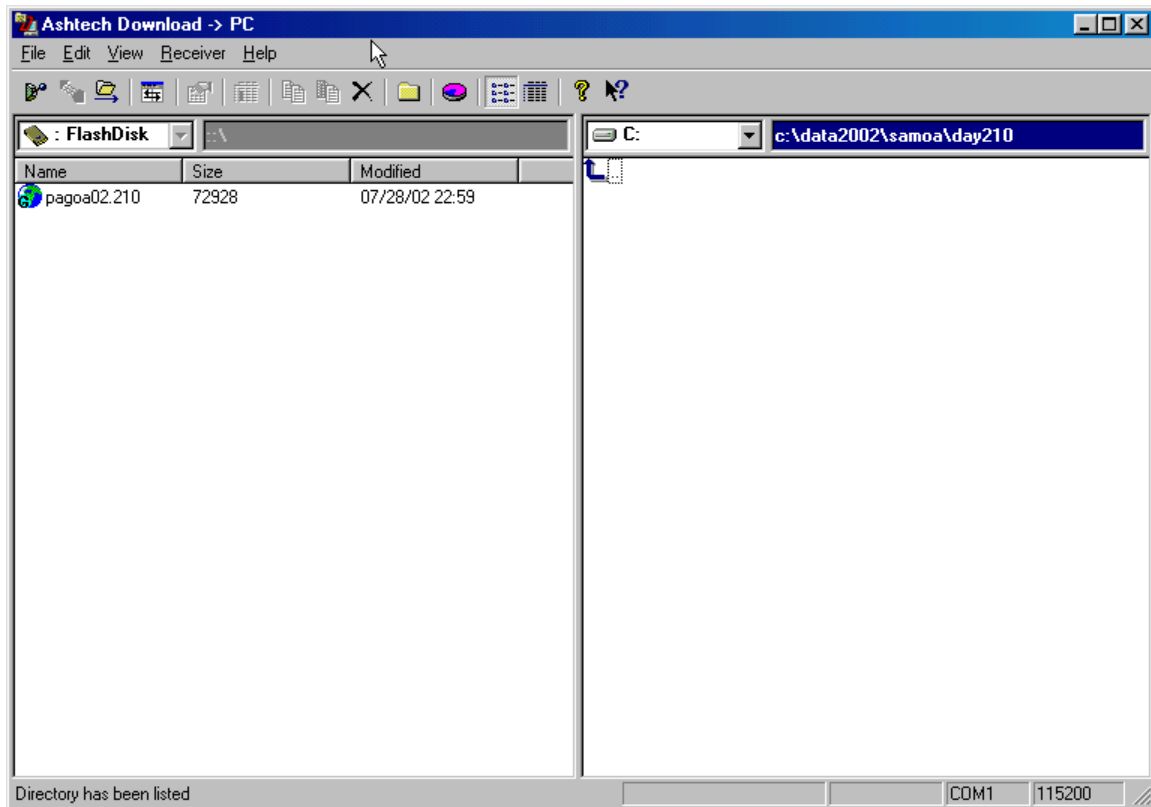 Ashtech Download -> PC
File Edit View Receiver Help
: FlashDisk
::\
C:
c:\data2002\samoa\day210
Name Size Modified
pagoa02.210 72928 07/28/02 22:59
..
Directory has been listed
COM1
115200